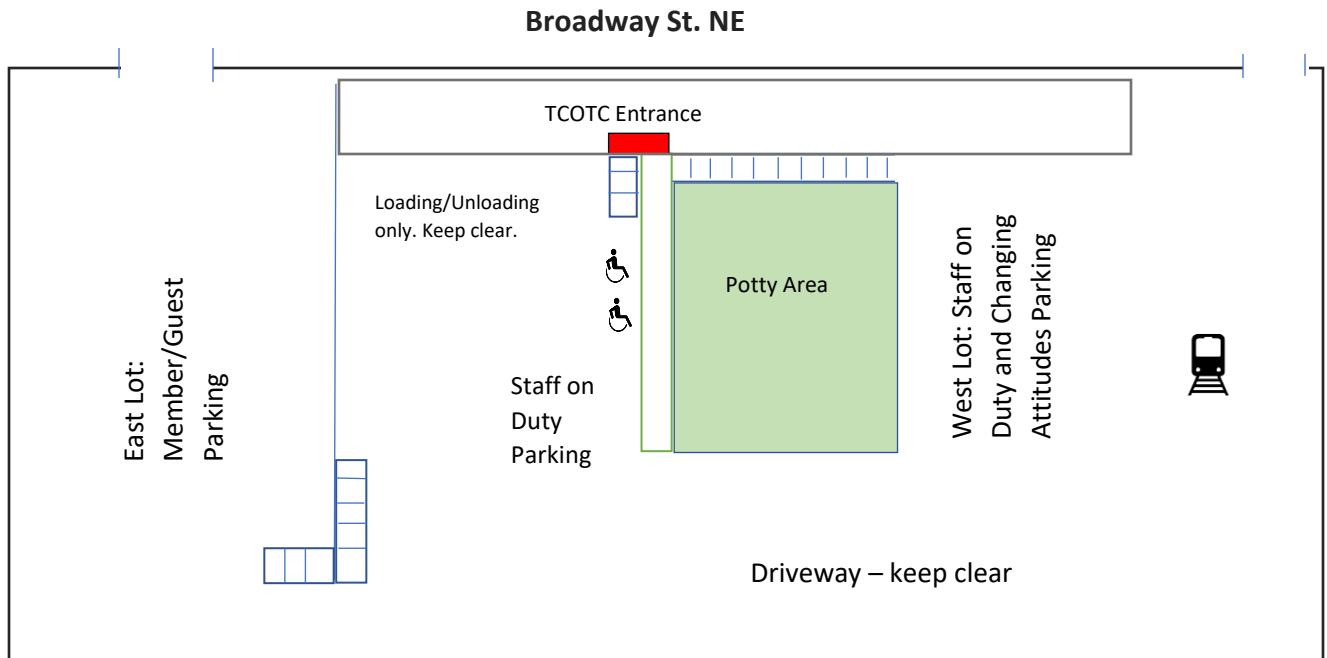 Broadway St. NE
TCOTC Entrance
Loading/Unloading
only. Keep clear.
Potty Area
East Lot:
Member/Guest
Parking
Staff on
Duty
Parking
West Lot: Staff on
Duty and Changing
Attitudes Parking
Driveway – keep clear